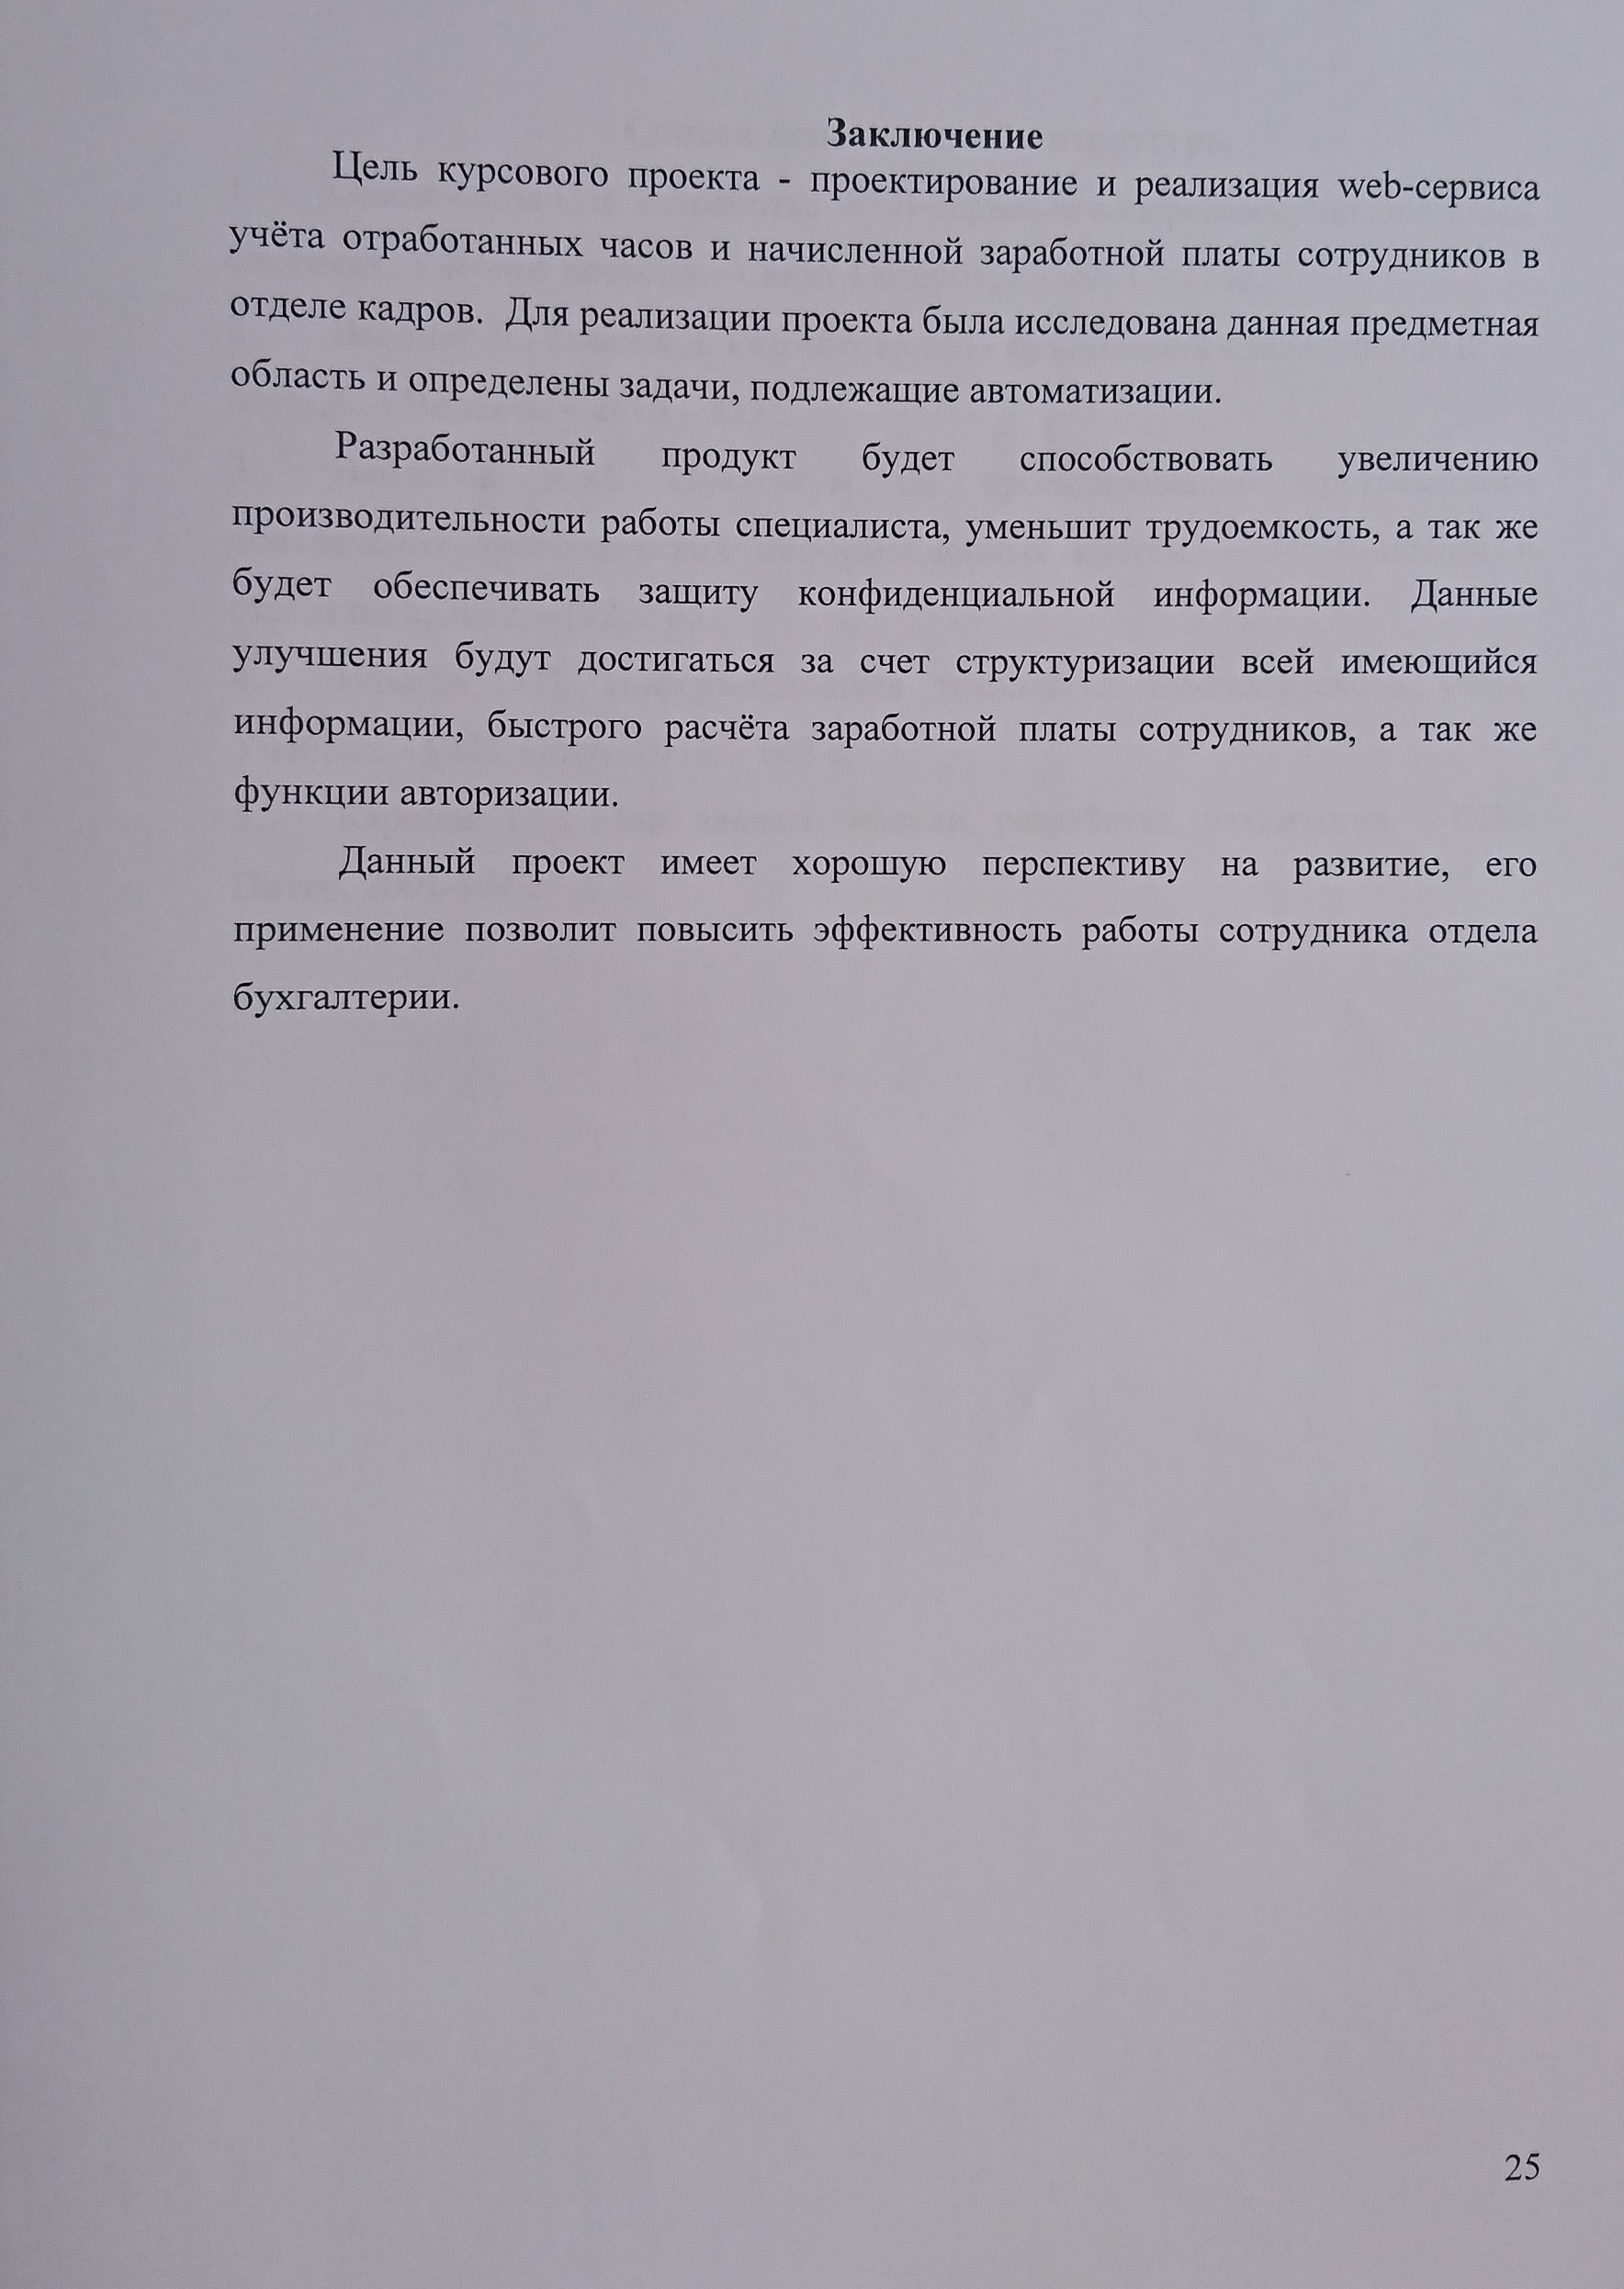 Заключение
Цель курсового проекта - проектирование и реализация web-сервиса
учёта отработанных часов и начисленной заработной платы сотрудников в
отделе кадров. Для реализации проекта была исследована данная предметная
область и определены задачи, подлежащие автоматизации.
Разработанный продукт будет способствовать увеличению
производительности работы специалиста, уменьшит трудоемкость, а так же
будет обеспечивать защиту конфиденциальной информации. Данные
улучшения будут достигаться за счет структуризации всей имеющийся
информации, быстрого расчёта заработной платы сотрудников, а так же
функции авторизации.
Данный проект имеет хорошую перспективу на развитие, его
применение позволит повысить эффективность работы сотрудника отдела
бухгалтерии.
25